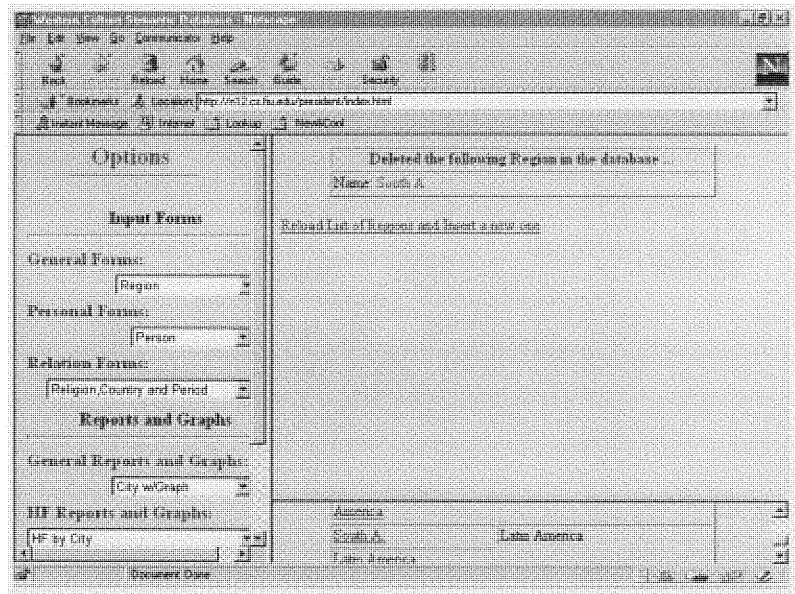 File Edit View Go Communicator Help
Back Reload Home Search Guide Security
Bookmarks Location: http://n12.cz.hu.edu/president/index.html
Instant Message Internet Lookup New&Cool
Options
Input Forms
General Forms:
Region
Personal Forms:
Person
Relation Forms:
Religion,Country and Period
Reports and Graphs
General Reports and Graphs:
City w/Graph
HF Reports and Graphs:
HF by City
Deleted the following Region in the database ...
Name: South A.
Reload List of Regions and Insert a new one
America
South A. Latin America
Latin America
Document: Done